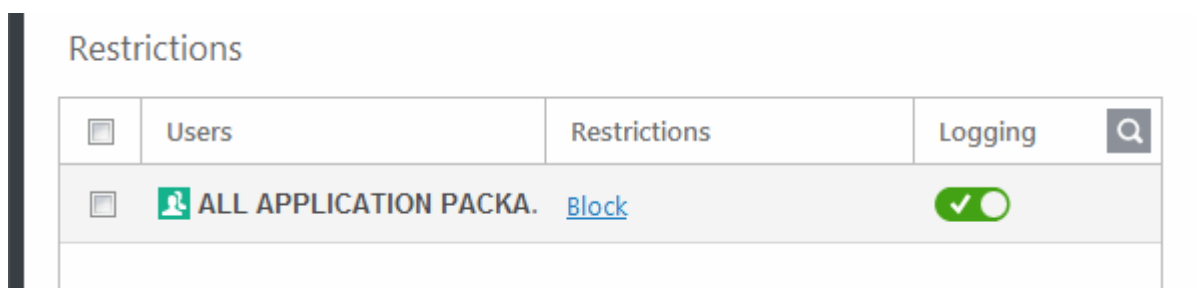 Restrictions
Users Restrictions Logging
ALL APPLICATION PACKA. Block